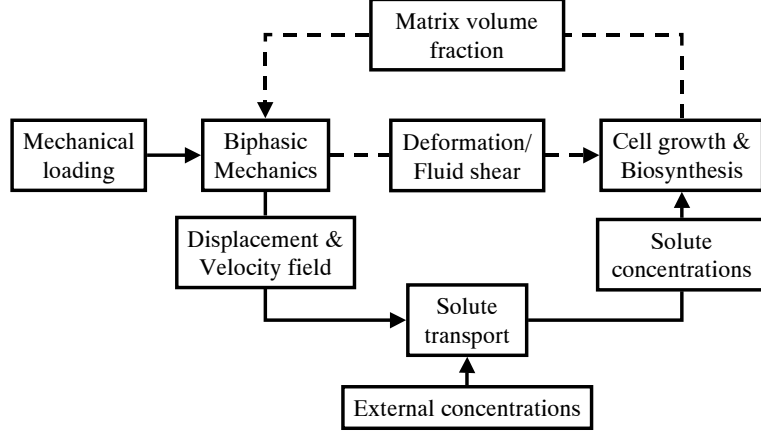 Matrix volume
fraction
Mechanical
loading
Biphasic
Mechanics
Deformation/
Fluid shear
Cell growth &
Biosynthesis
Displacement &
Velocity field
Solute
concentrations
Solute
transport
External concentrations